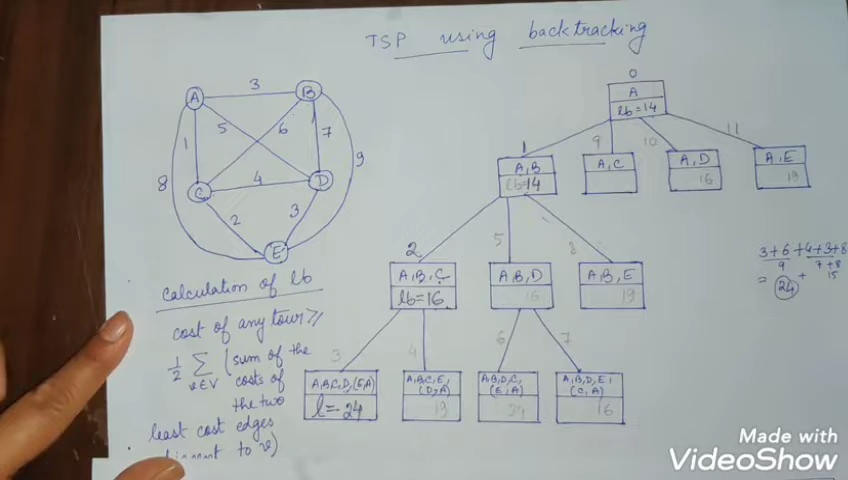 TSP using backtracking
A 3 B
1 5 6 7 9
8 C 4 D
2 3
E
calculation of lb
cost of any tour ≥
1/2 Σ v∈V (sum of the
costs of
the two
least cost edges
v)
0
A
lb=14
1 9 10 11
A,B
lb=14
A,C
A,D
16
A,E
19
2 5 8
A,B,C
lb=16
A,B,D
16
A,B,E
19
3 4 6 7
A,B,C,D,(E,A)
l=24
A,B,C,E,
(D,A)
19
A,B,D,C,
(E,A)
24
A,B,D,E,
(C,A)
16
3+6+4+3+8
9 7+8
15
= 24
Made with
VideoShow